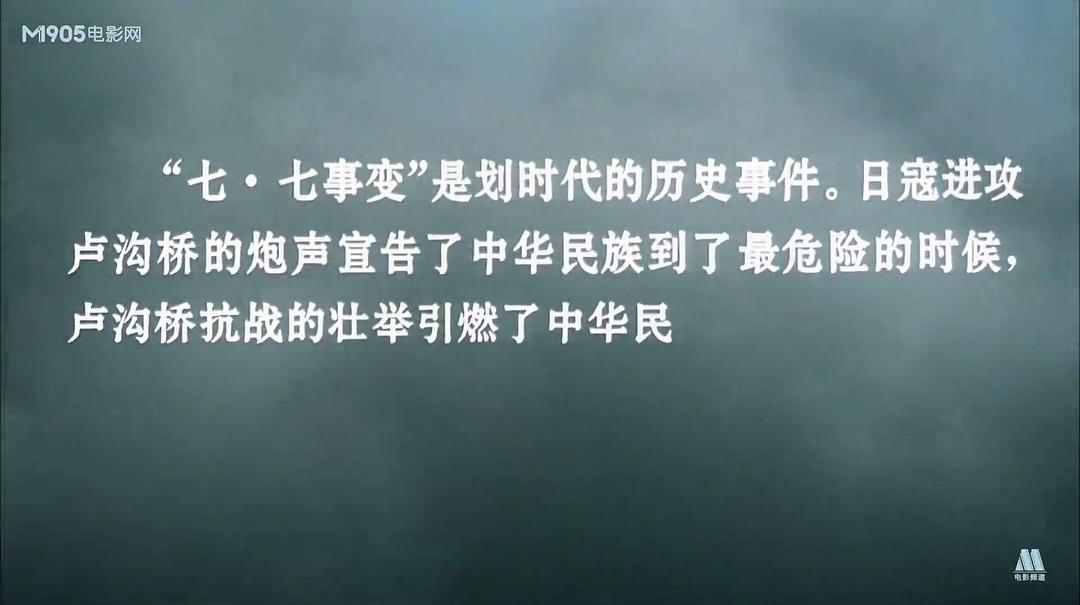 M1905电影网
“七·七事变”是划时代的历史事件。日寇进攻
卢沟桥的炮声宣告了中华民族到了最危险的时候，
卢沟桥抗战的壮举引燃了中华民
电影频道